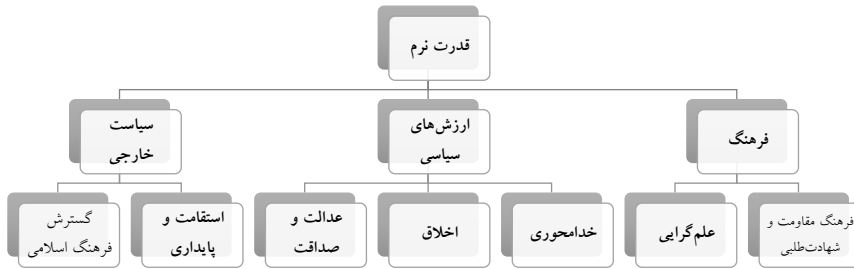 قدرت نرم
فرهنگ
ارزش‌های
سیاسی
سیاست
خارجی
فرهنگ مقاومت و
شهادت‌طلبی
علم‌گرایی
خدامحوری
اخلاق
عدالت و
صداقت
استقامت و
پایداری
گسترش
فرهنگ اسلامی